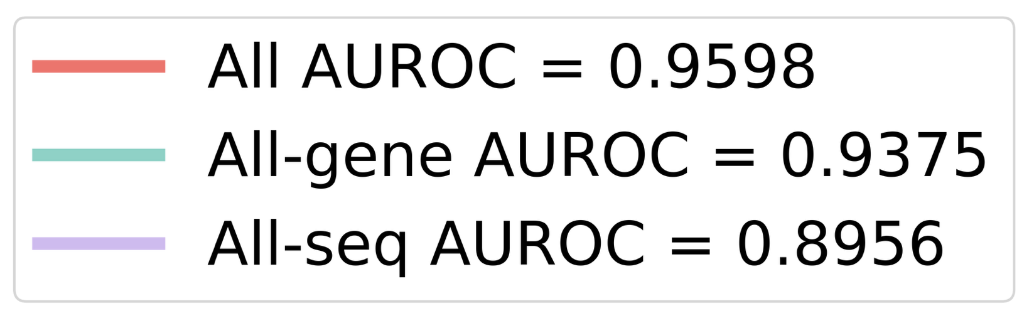 All AUROC = 0.9598
All-gene AUROC = 0.9375
All-seq AUROC = 0.8956